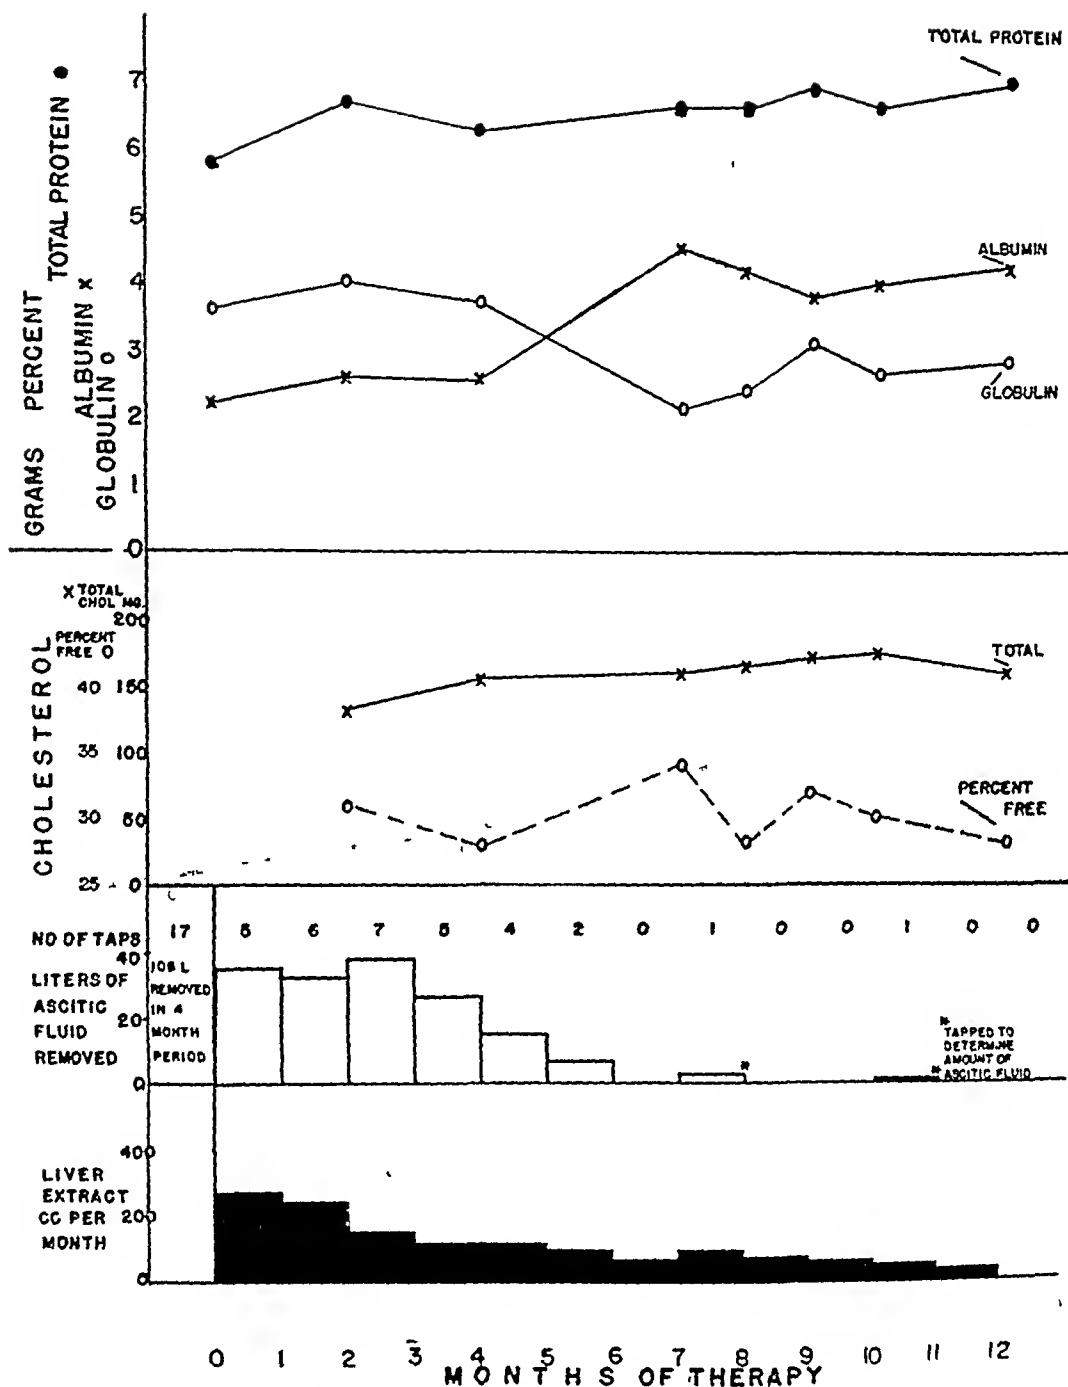 TOTAL PROTEIN
GRAMS PERCENT
TOTAL PROTEIN ●
ALBUMIN x
GLOBULIN o
7
6
5
4
3
2
1
0
ALBUMIN
GLOBULIN
CHOLESTEROL
X TOTAL
CHOL MG.
200
PERCENT
FREE O
40 150
35 100
30 50
25 - 0
TOTAL
PERCENT
FREE
NO OF TAPS 17 5 6 7 5 4 2 0 1 0 0 1 0 0
LITERS OF
ASCITIC
FLUID
REMOVED
40
20
0
108 L
REMOVED
IN 4
MONTH
PERIOD
*
*
* TAPPED TO
DETERMINE
AMOUNT OF
ASCITIC FLUID
LIVER
EXTRACT
CC PER
MONTH
400
200
0
0 1 2 3 4 5 6 7 8 9 10 11 12
MONTHS OF THERAPY